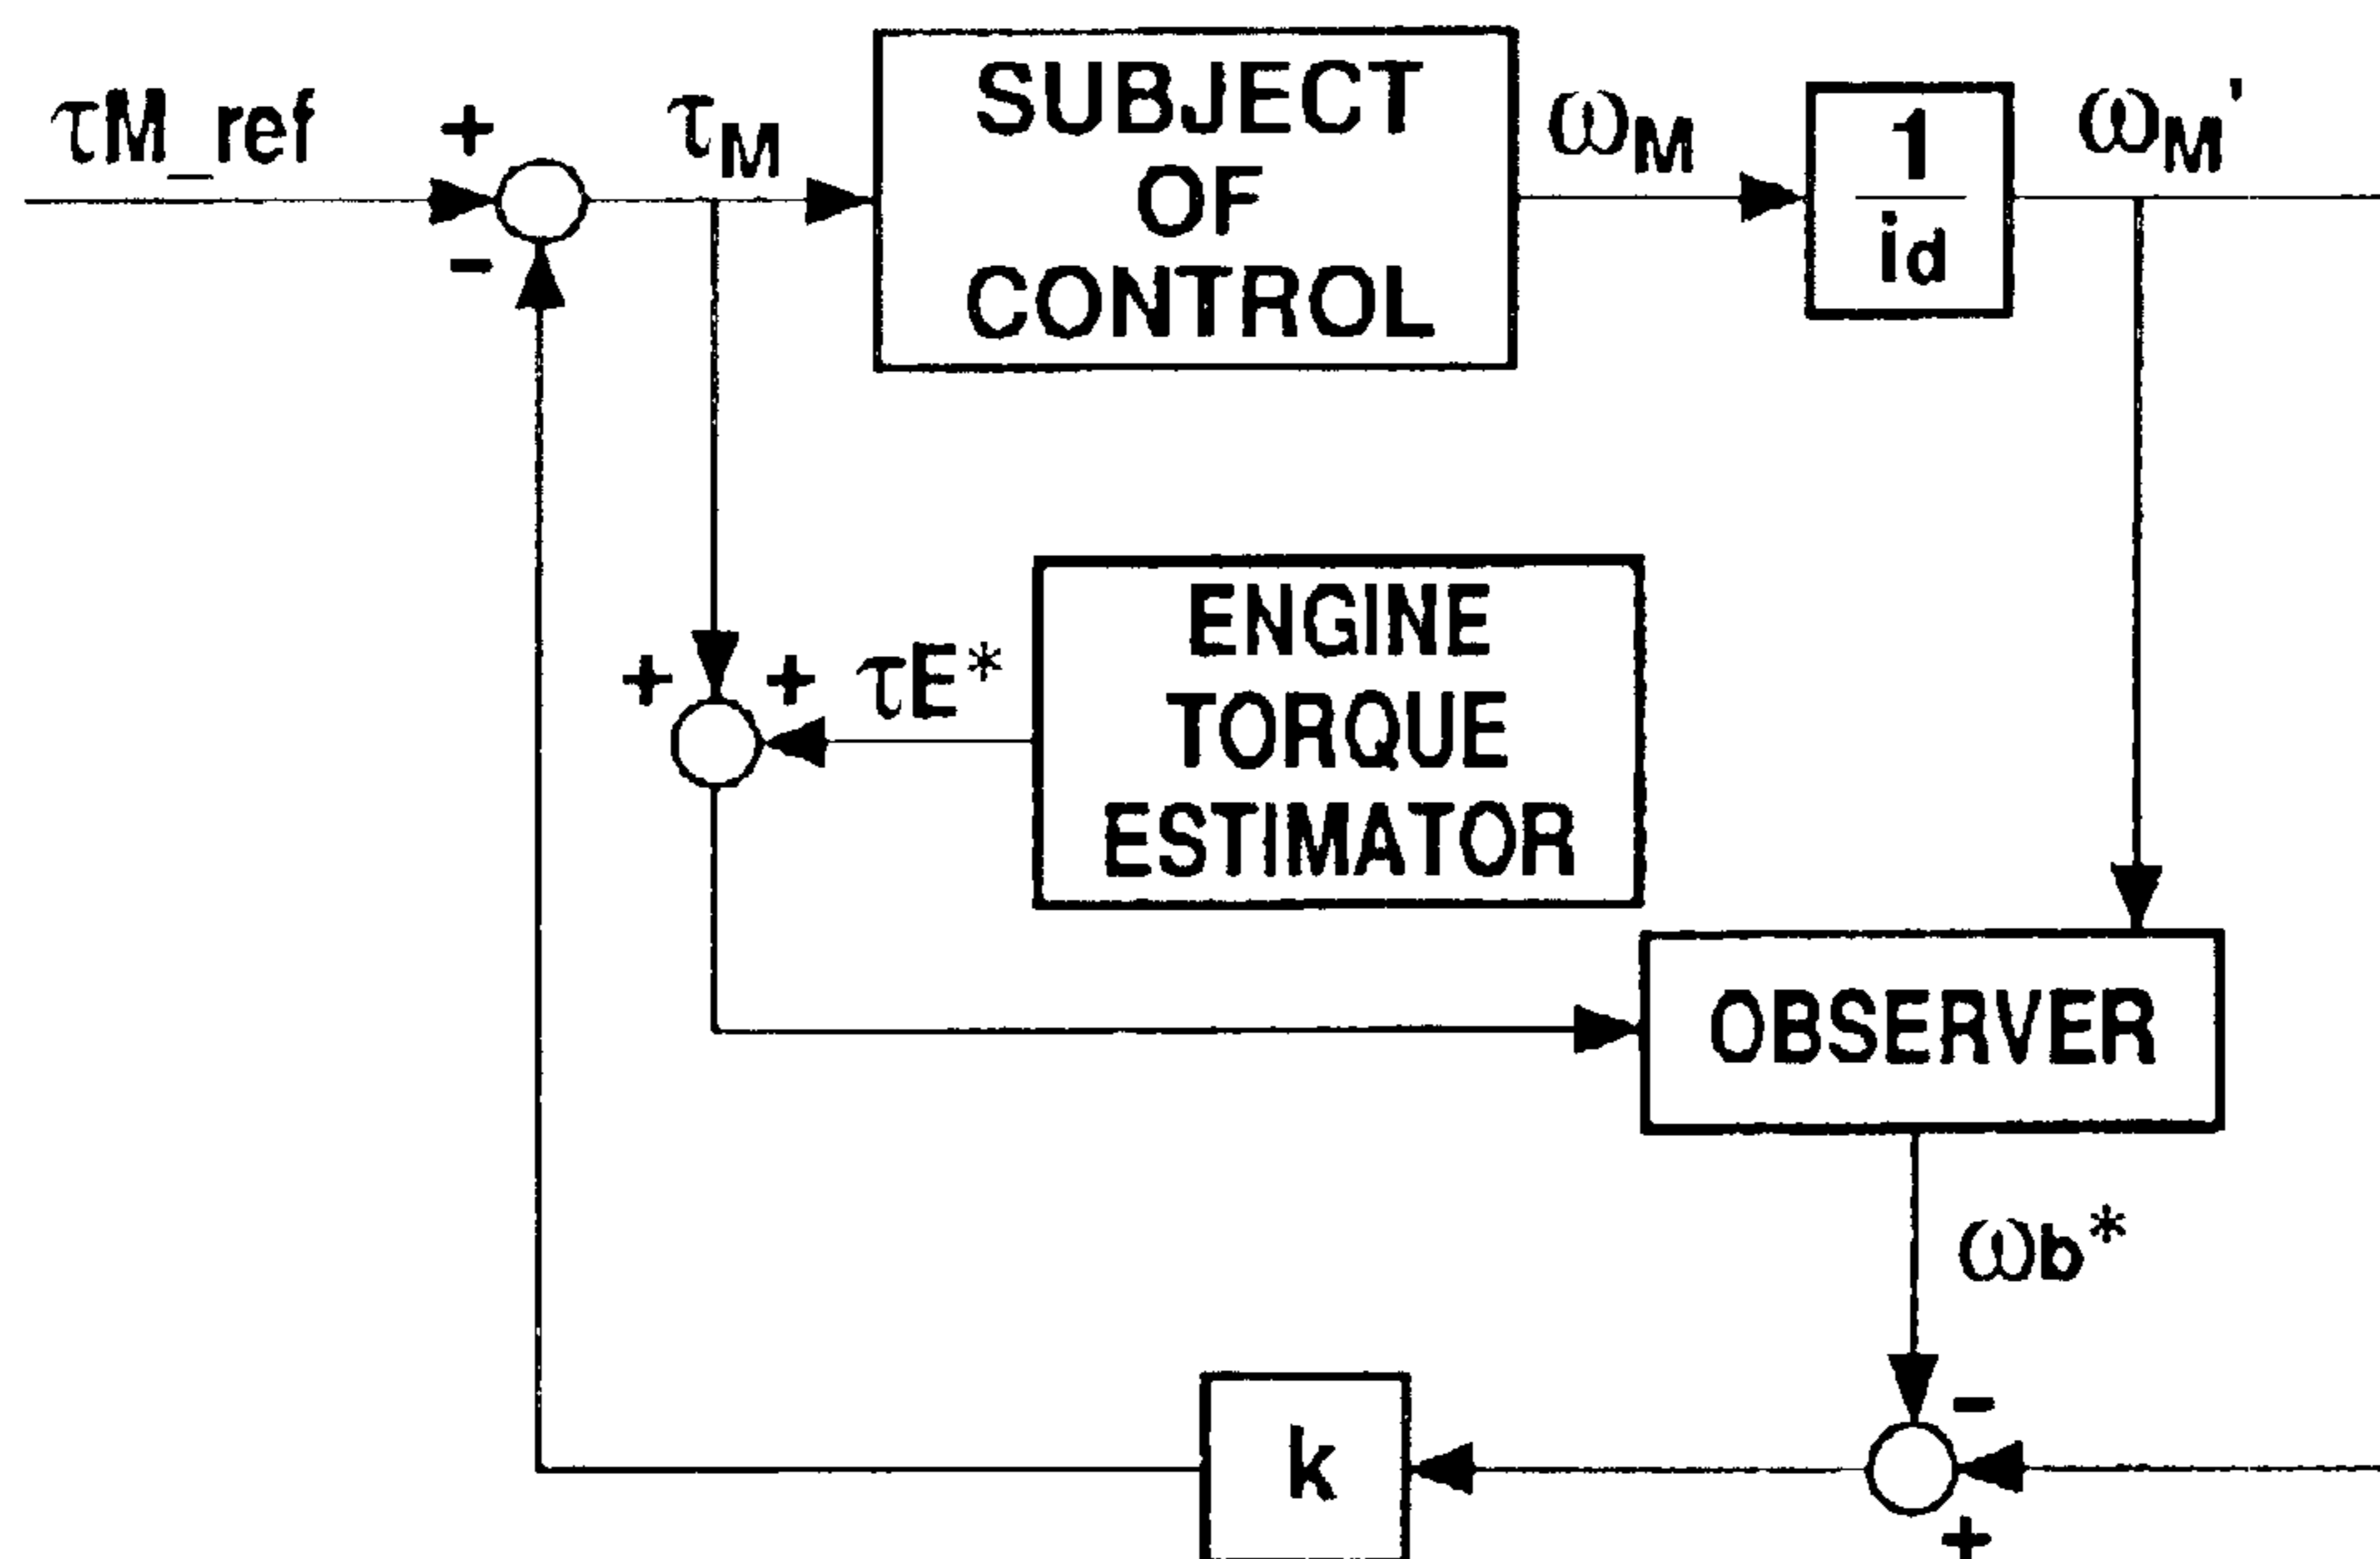 τM_ref
+
-
τM
SUBJECT
OF
CONTROL
ωM
1
id
ωM'
+
+
τE*
ENGINE
TORQUE
ESTIMATOR
OBSERVER
ωb*
-
+
k